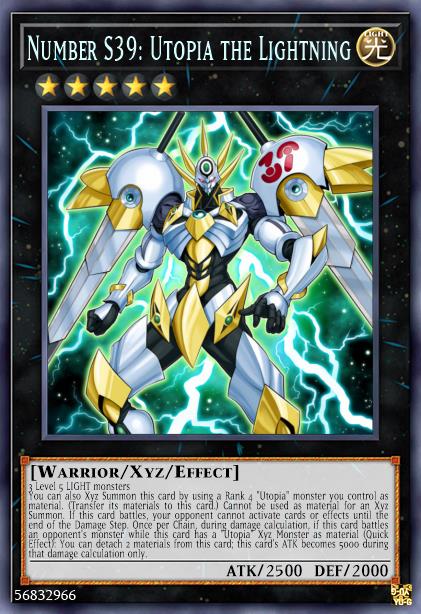 NUMBER S39: UTOPIA THE LIGHTNING
LIGHT
光
39
[WARRIOR/XYZ/EFFECT]
3 Level 5 LIGHT monsters
You can also Xyz Summon this card by using a Rank 4 "Utopia" monster you control as
material. (Transfer its materials to this card.) Cannot be used as material for an Xyz
Summon. If this card battles, your opponent cannot activate cards or effects until the
end of the Damage Step. Once per Chain, during damage calculation, if this card battles
an opponent's monster while this card has a "Utopia" Xyz Monster as material (Quick
Effect): You can detach 2 materials from this card; this card's ATK becomes 5000 during
that damage calculation only.
ATK/2500 DEF/2000
56832966